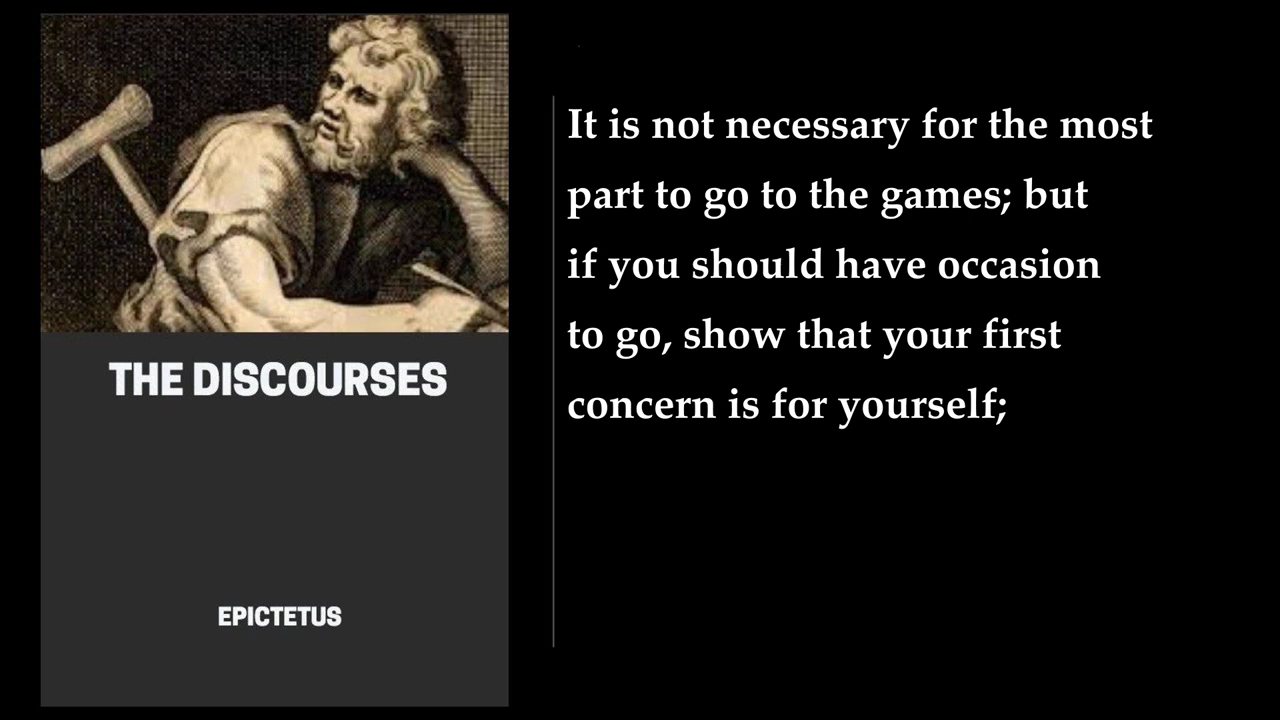 THE DISCOURSES
EPICTETUS
It is not necessary for the most
part to go to the games; but
if you should have occasion
to go, show that your first
concern is for yourself;